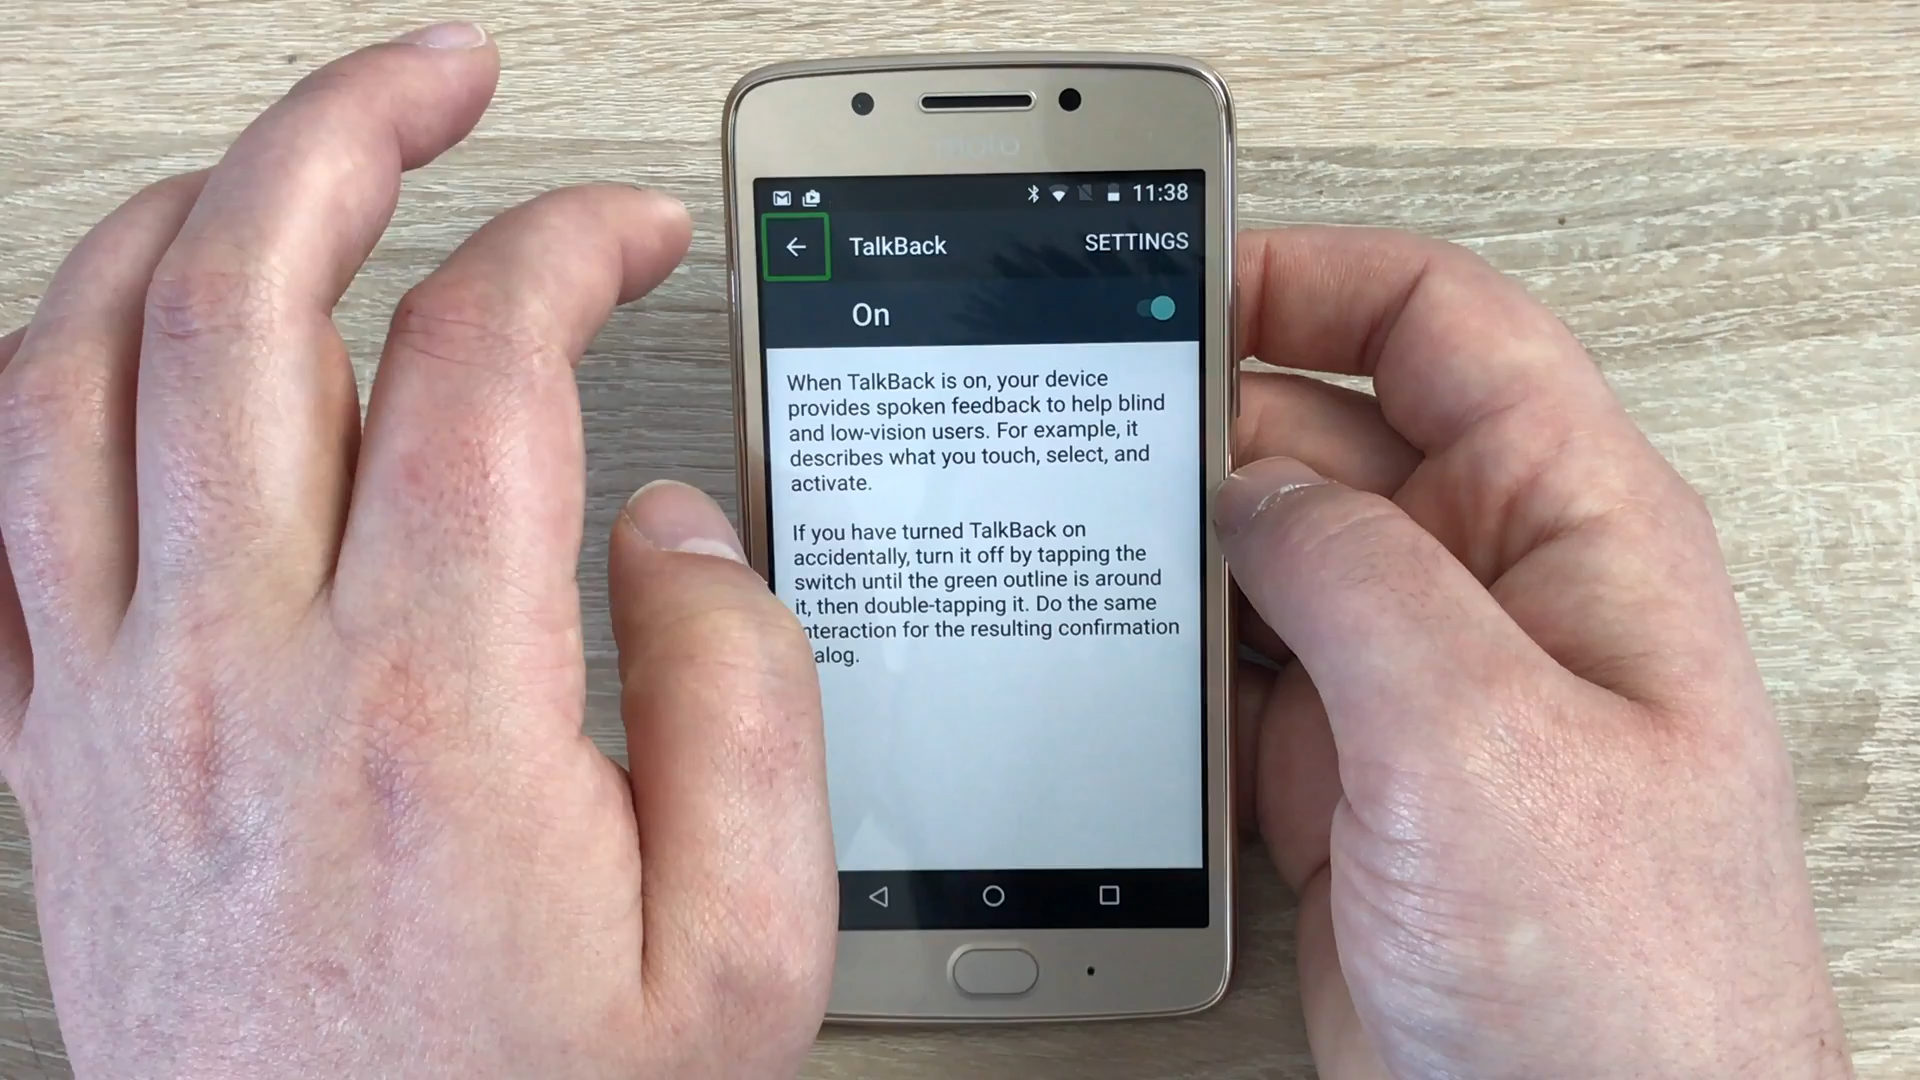 moto
11:38
TalkBack SETTINGS
On
When TalkBack is on, your device
provides spoken feedback to help blind
and low-vision users. For example, it
describes what you touch, select, and
activate.
If you have turned TalkBack on
accidentally, turn it off by tapping the
switch until the green outline is around
it, then double-tapping it. Do the same
nteraction for the resulting confirmation
alog.